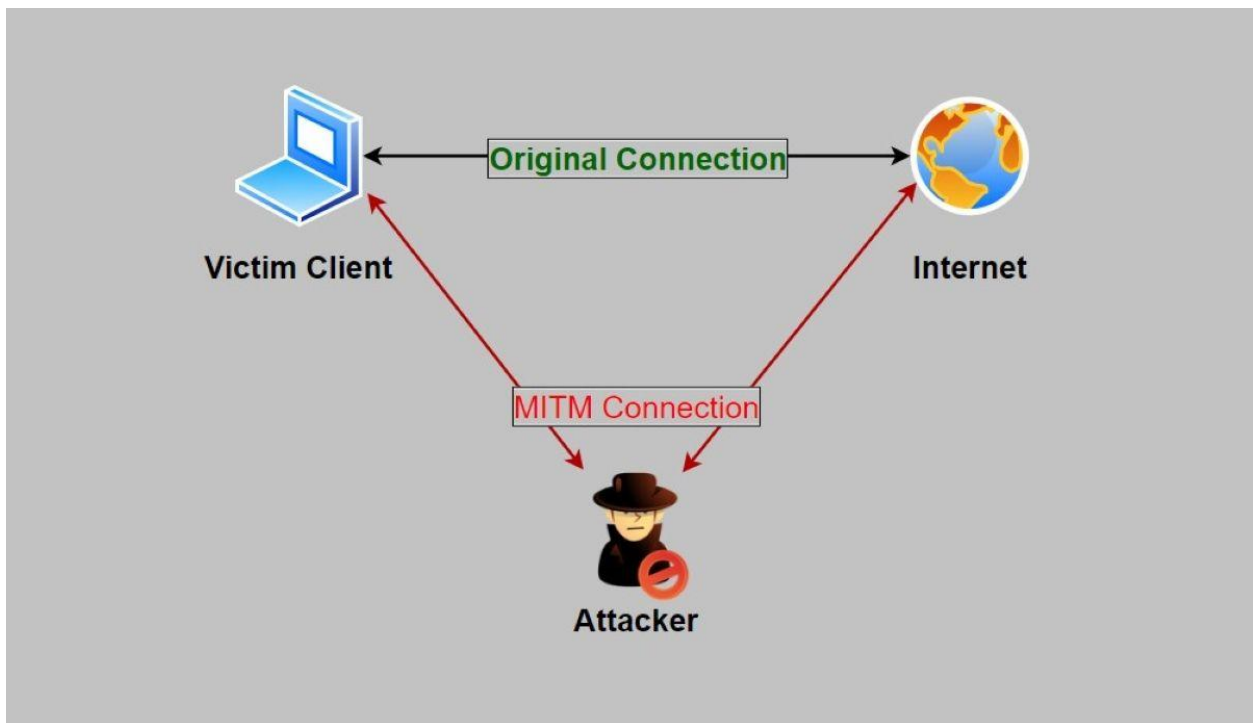 Original Connection
Victim Client
Internet
MITM Connection
Attacker